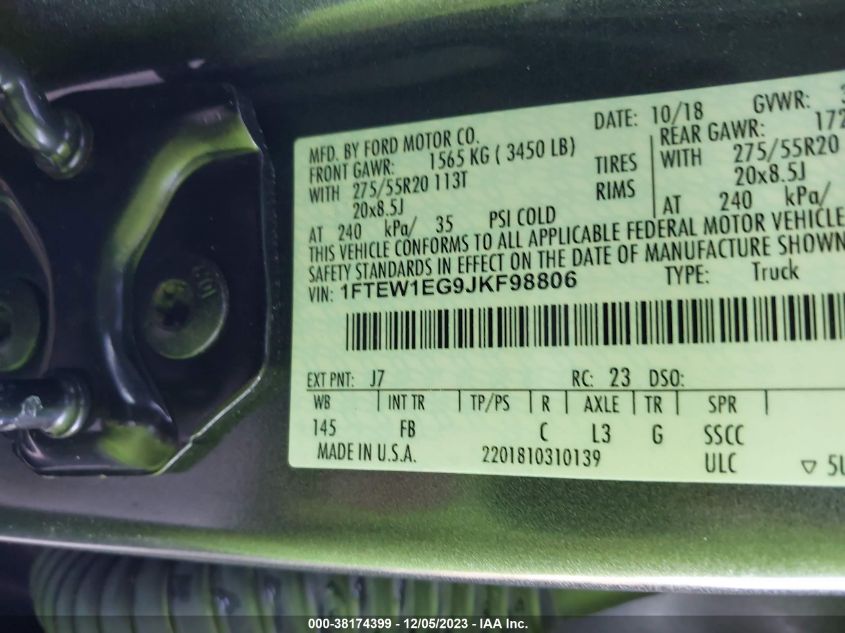 MFD. BY FORD MOTOR CO. DATE: 10/18 GVWR:
FRONT GAWR: 1565 KG ( 3450 LB) REAR GAWR: 172
WITH 275/55R20 113T TIRES WITH 275/55R20
20x8.5J RIMS 20x8.5J
AT 240 kPa/ 35 PSI COLD AT 240 kPa/
THIS VEHICLE CONFORMS TO ALL APPLICABLE FEDERAL MOTOR VEHICLE
SAFETY STANDARDS IN EFFECT ON THE DATE OF MANUFACTURE SHOWN
VIN: 1FTEW1EG9JKF98806 TYPE: Truck
EXT PNT: J7 RC: 23 DSO:
WB INT TR TP/PS R AXLE TR SPR
145 FB C L3 G SSCC
MADE IN U.S.A. 2201810310139 ULC ▽ 5U
000-38174399 — 12/05/2023 — IAA Inc.